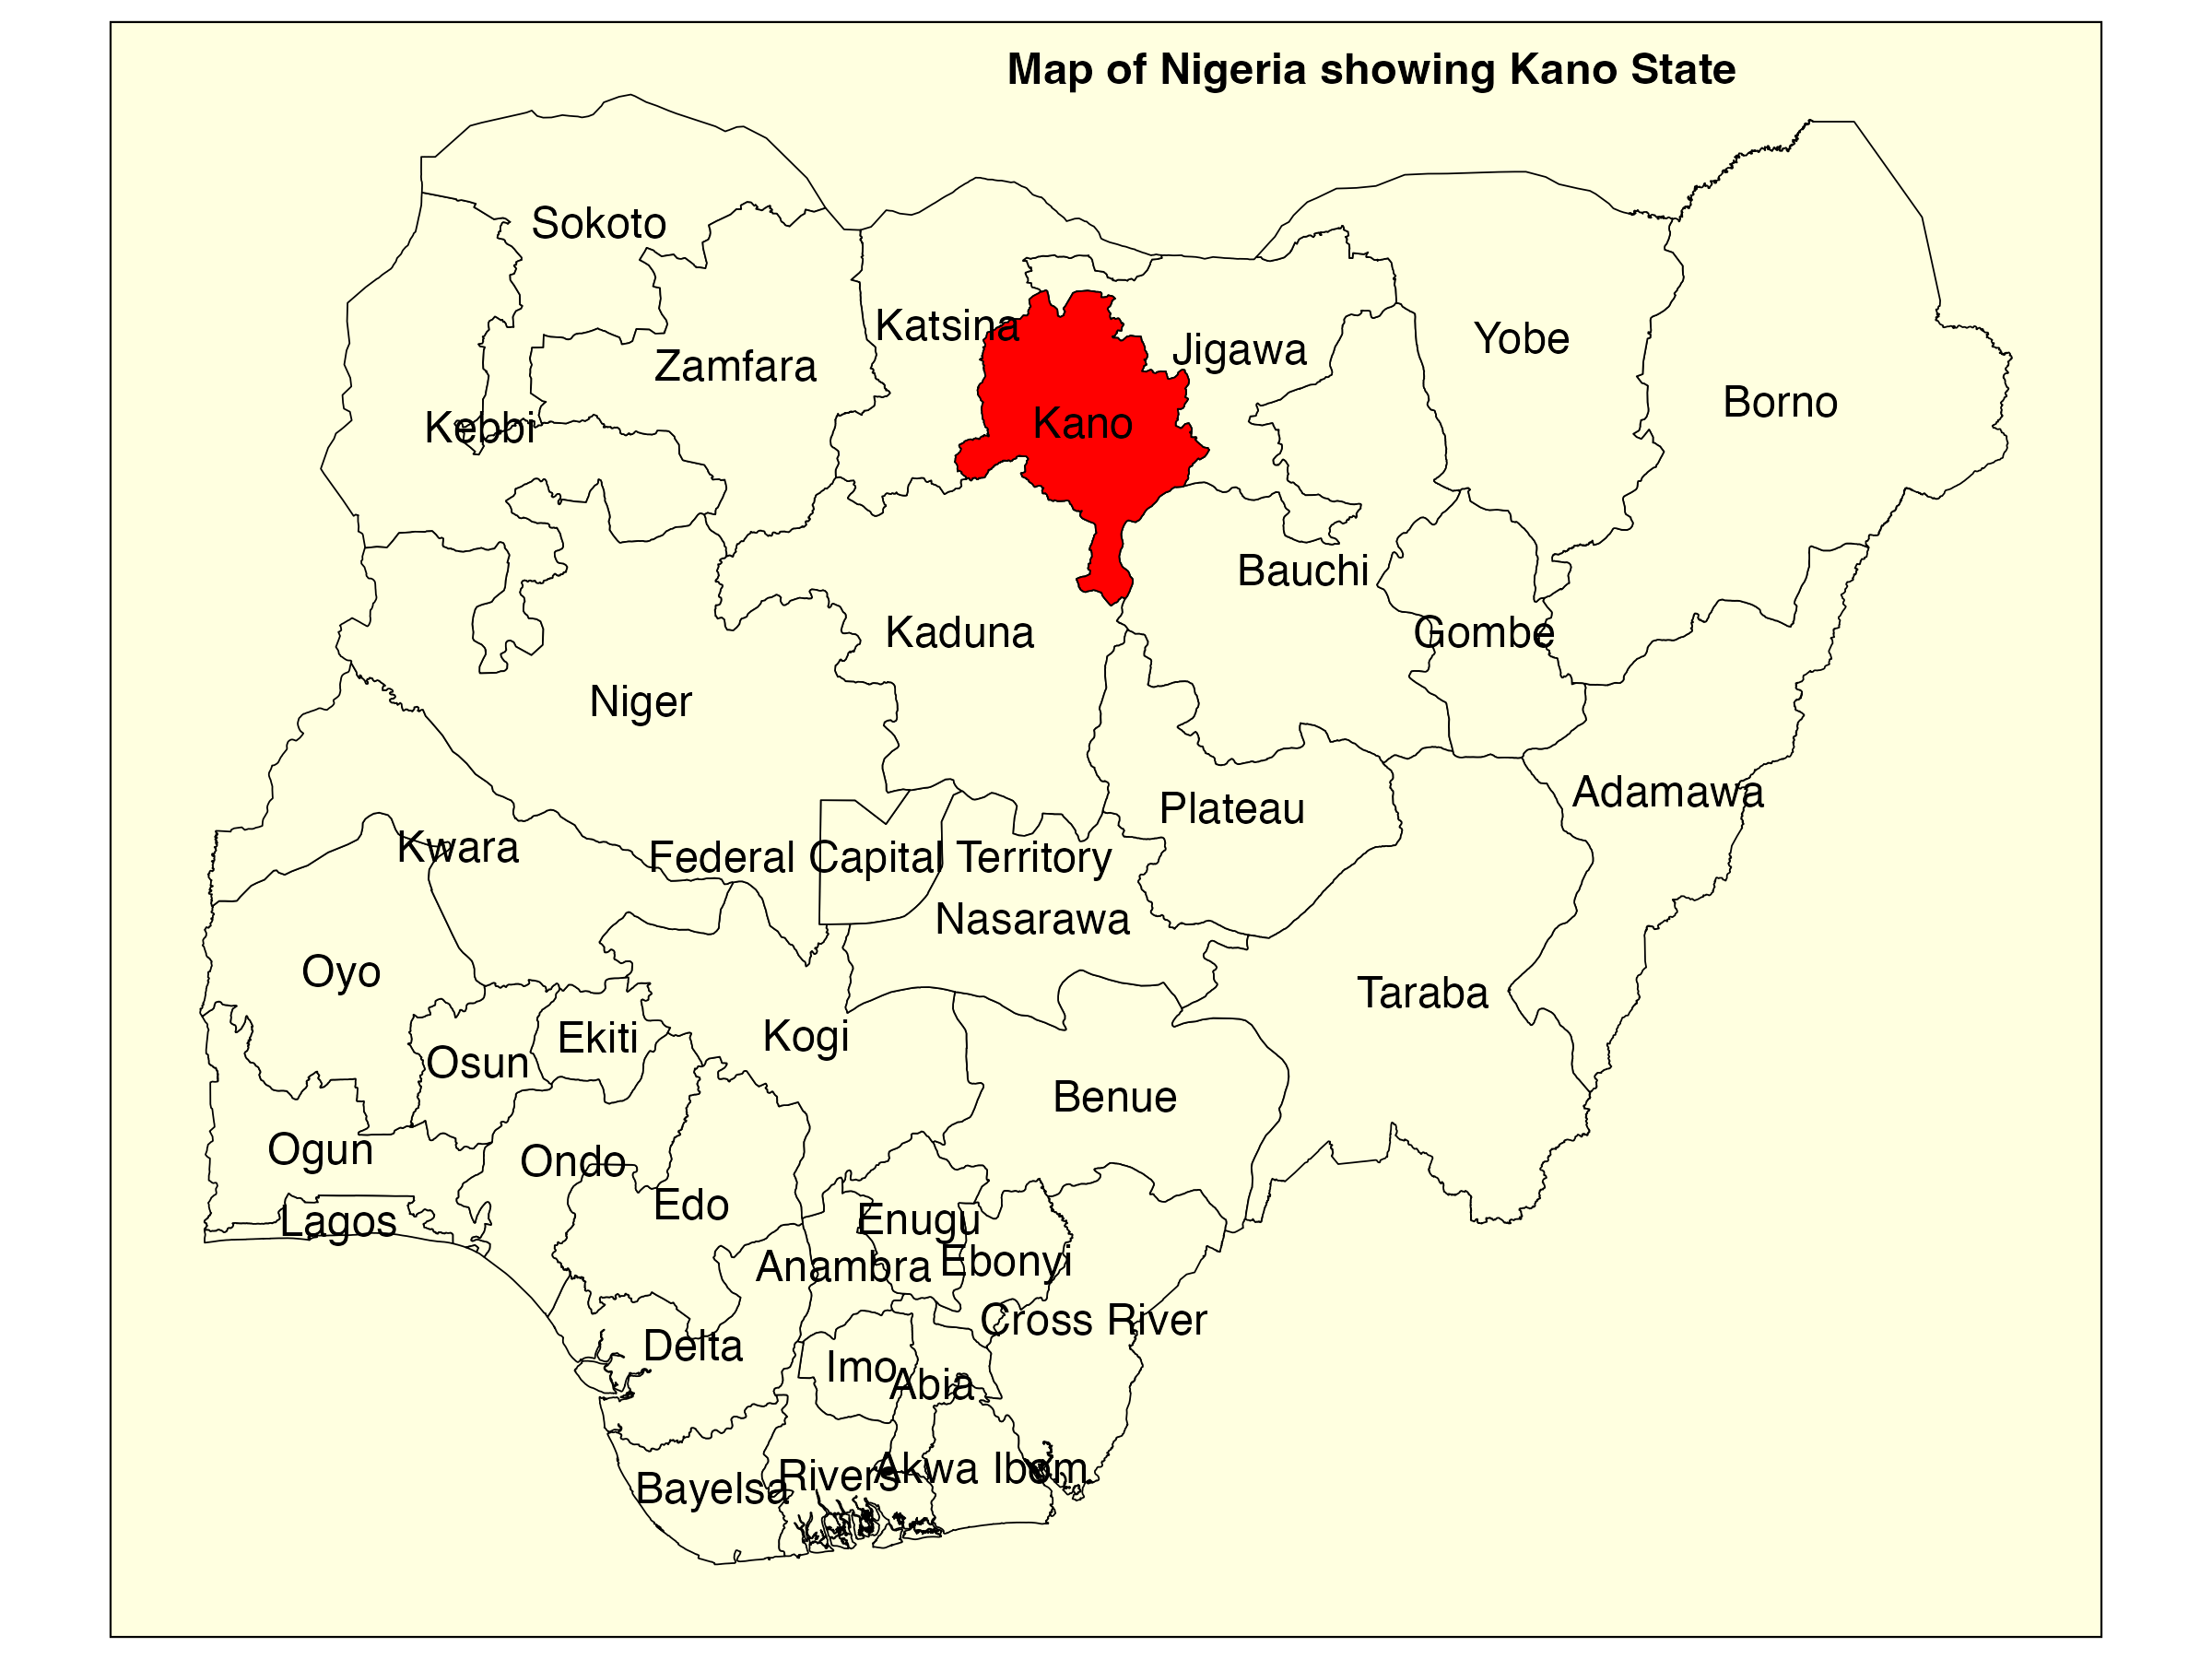 Map of Nigeria showing Kano State
Sokoto
Katsina
Jigawa
Yobe
Zamfara
Borno
Kebbi
Kano
Bauchi
Kaduna
Gombe
Niger
Adamawa
Plateau
Kwara
Federal Capital Territory
Nasarawa
Oyo
Taraba
Kogi
Ekiti
Osun
Benue
Ogun
Ondo
Edo
Lagos
Enugu
Ebonyi
Anambra
Cross River
Delta
Imo
Abia
Akwa Ibom
Rivers
Bayelsa